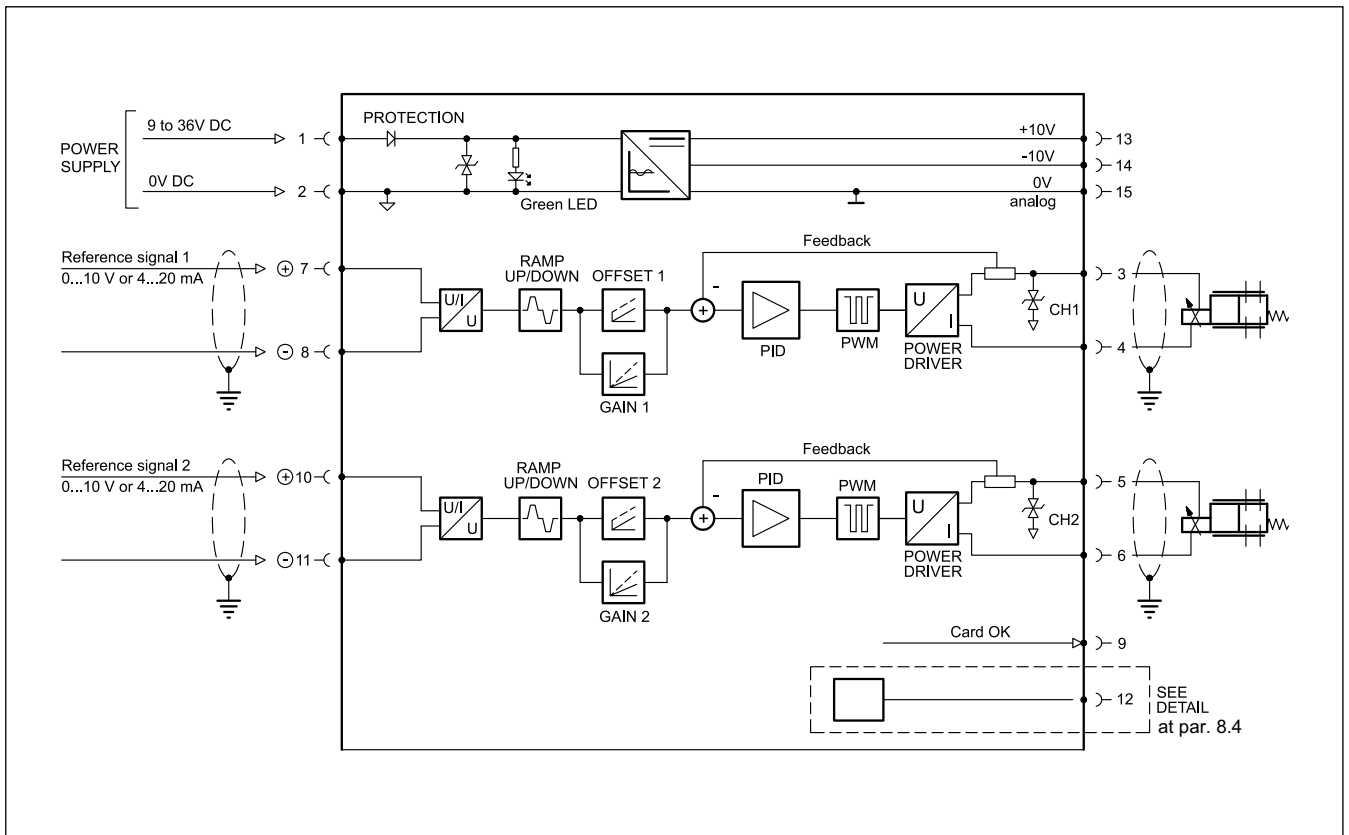 POWER
SUPPLY
9 to 36V DC
1
0V DC
2
PROTECTION
Green LED
+10V
13
-10V
14
0V
analog
15
Reference signal 1
0...10 V or 4...20 mA
+ 7
- 8
U/I
U
RAMP
UP/DOWN
OFFSET 1
GAIN 1
Feedback
+
-
PID
PWM
U
I
POWER
DRIVER
CH1
3
4
Reference signal 2
0...10 V or 4...20 mA
+ 10
- 11
U/I
U
RAMP
UP/DOWN
OFFSET 2
GAIN 2
Feedback
+
-
PID
PWM
U
I
POWER
DRIVER
CH2
5
6
Card OK
9
12
SEE
DETAIL
at par. 8.4